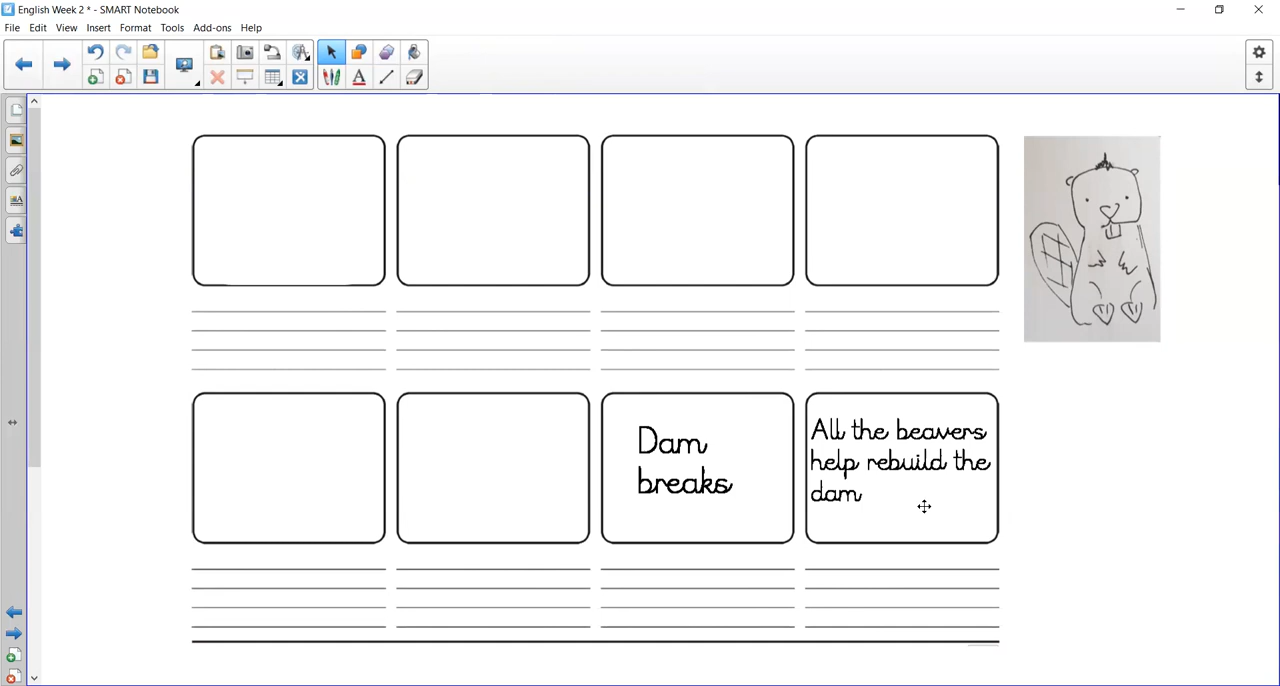 English Week 2 * - SMART Notebook
File Edit View Insert Format Tools Add-ons Help
Dam
breaks
All the beavers
help rebuild the
dam